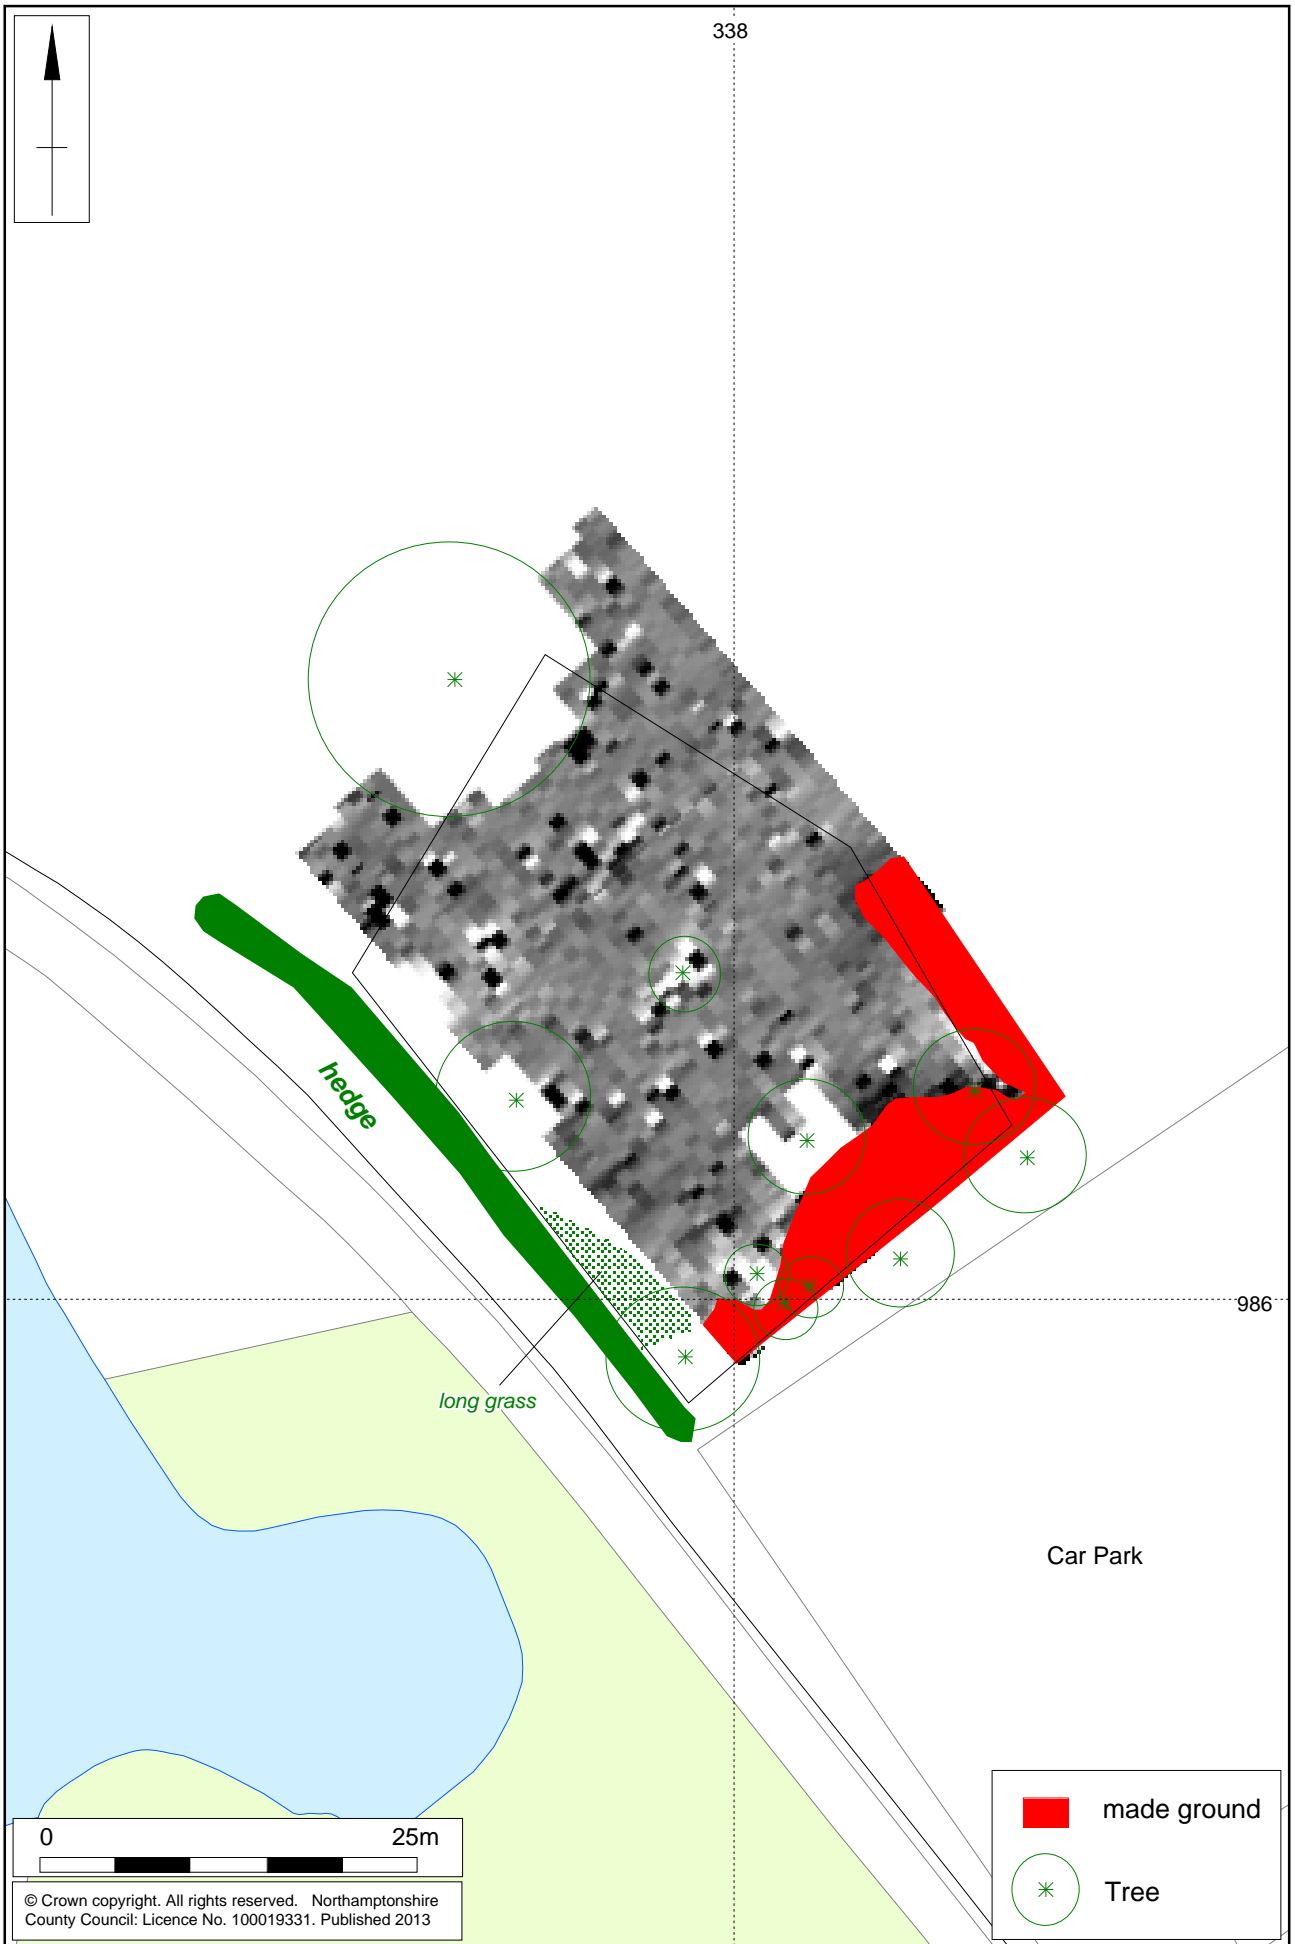 338
hedge
986
long grass
Car Park
made ground
Tree
0 25m
© Crown copyright. All rights reserved. Northamptonshire
County Council: Licence No. 100019331. Published 2013